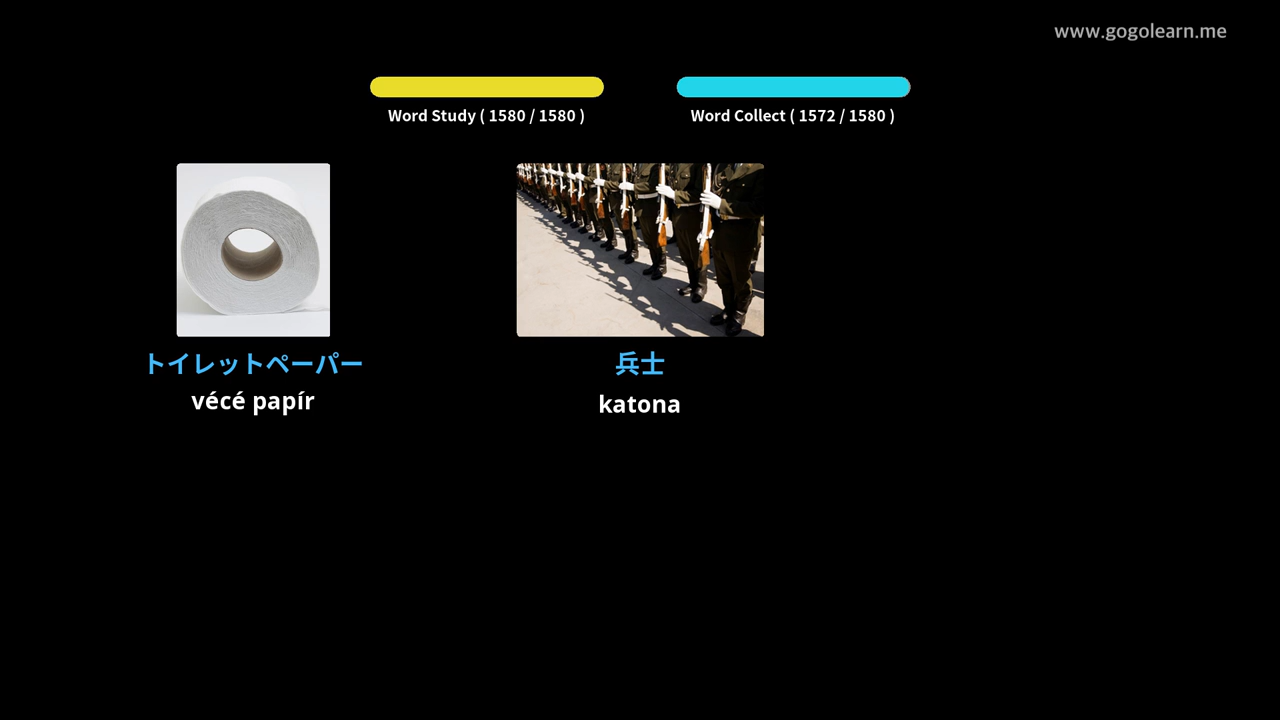 www.gogolearn.me
Word Study ( 1580 / 1580 )
Word Collect ( 1572 / 1580 )
トイレットペーパー
vécé papír
兵士
katona